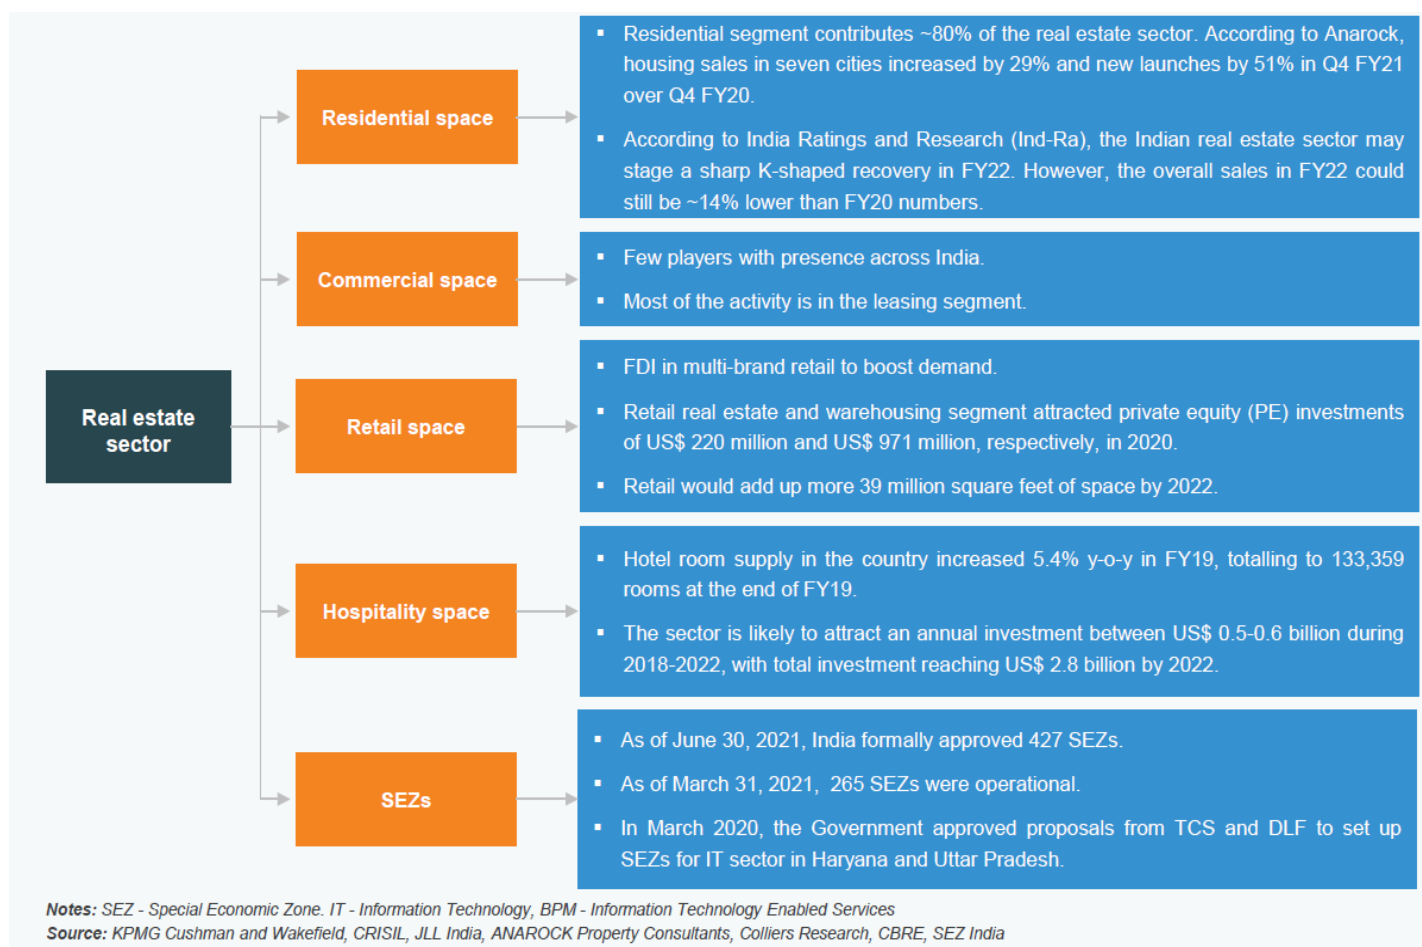 Real estate
sector
Residential space
▪ Residential segment contributes ~80% of the real estate sector. According to Anarock,
housing sales in seven cities increased by 29% and new launches by 51% in Q4 FY21
over Q4 FY20.
▪ According to India Ratings and Research (Ind-Ra), the Indian real estate sector may
stage a sharp K-shaped recovery in FY22. However, the overall sales in FY22 could
still be ~14% lower than FY20 numbers.
Commercial space
▪ Few players with presence across India.
▪ Most of the activity is in the leasing segment.
Retail space
▪ FDI in multi-brand retail to boost demand.
▪ Retail real estate and warehousing segment attracted private equity (PE) investments
of US$ 220 million and US$ 971 million, respectively, in 2020.
▪ Retail would add up more 39 million square feet of space by 2022.
Hospitality space
▪ Hotel room supply in the country increased 5.4% y-o-y in FY19, totalling to 133,359
rooms at the end of FY19.
▪ The sector is likely to attract an annual investment between US$ 0.5-0.6 billion during
2018-2022, with total investment reaching US$ 2.8 billion by 2022.
SEZs
▪ As of June 30, 2021, India formally approved 427 SEZs.
▪ As of March 31, 2021,  265 SEZs were operational.
▪ In March 2020, the Government approved proposals from TCS and DLF to set up
SEZs for IT sector in Haryana and Uttar Pradesh.
Notes: SEZ - Special Economic Zone. IT - Information Technology, BPM - Information Technology Enabled Services
Source: KPMG Cushman and Wakefield, CRISIL, JLL India, ANAROCK Property Consultants, Colliers Research, CBRE, SEZ India